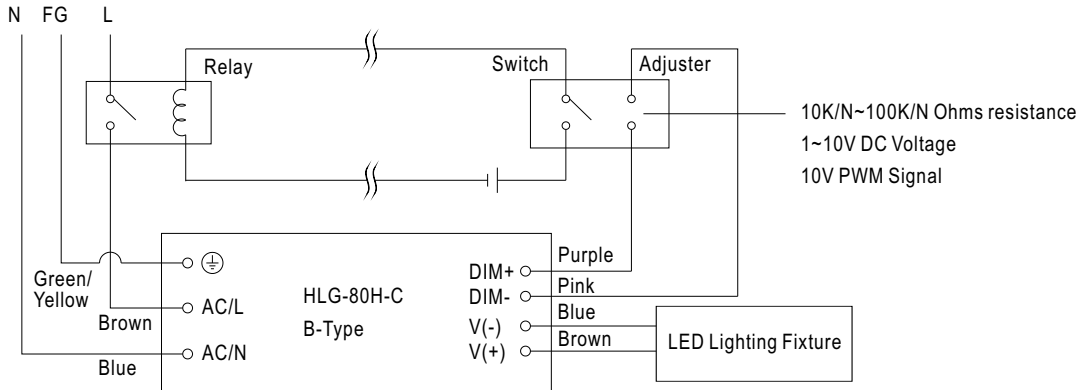 N FG L
Relay
Switch
Adjuster
10K/N~100K/N Ohms resistance
1~10V DC Voltage
10V PWM Signal
Green/
Yellow
Brown
Blue
AC/L
AC/N
HLG-80H-C
B-Type
DIM+
DIM-
V(-)
V(+)
Purple
Pink
Blue
Brown
LED Lighting Fixture